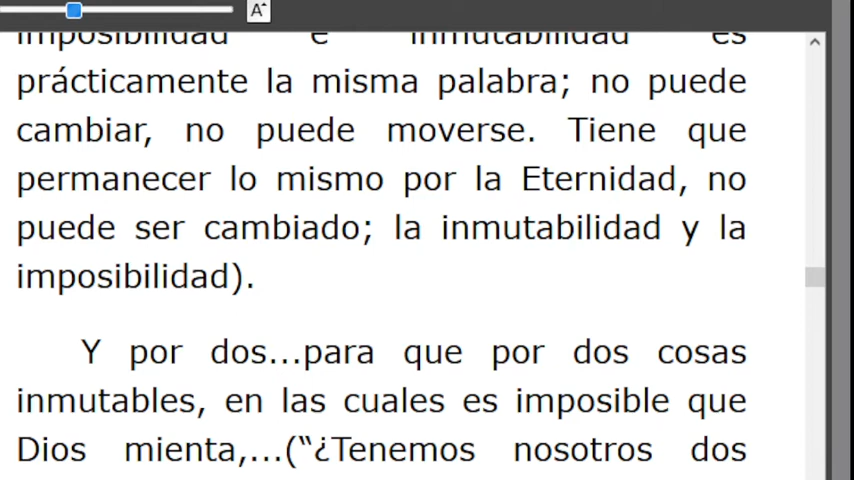 A
imposibilidad e inmutabilidad es
prácticamente la misma palabra; no puede
cambiar, no puede moverse. Tiene que
permanecer lo mismo por la Eternidad, no
puede ser cambiado; la inmutabilidad y la
imposibilidad).
Y por dos...para que por dos cosas
inmutables, en las cuales es imposible que
Dios mienta,...(“¿Tenemos nosotros dos